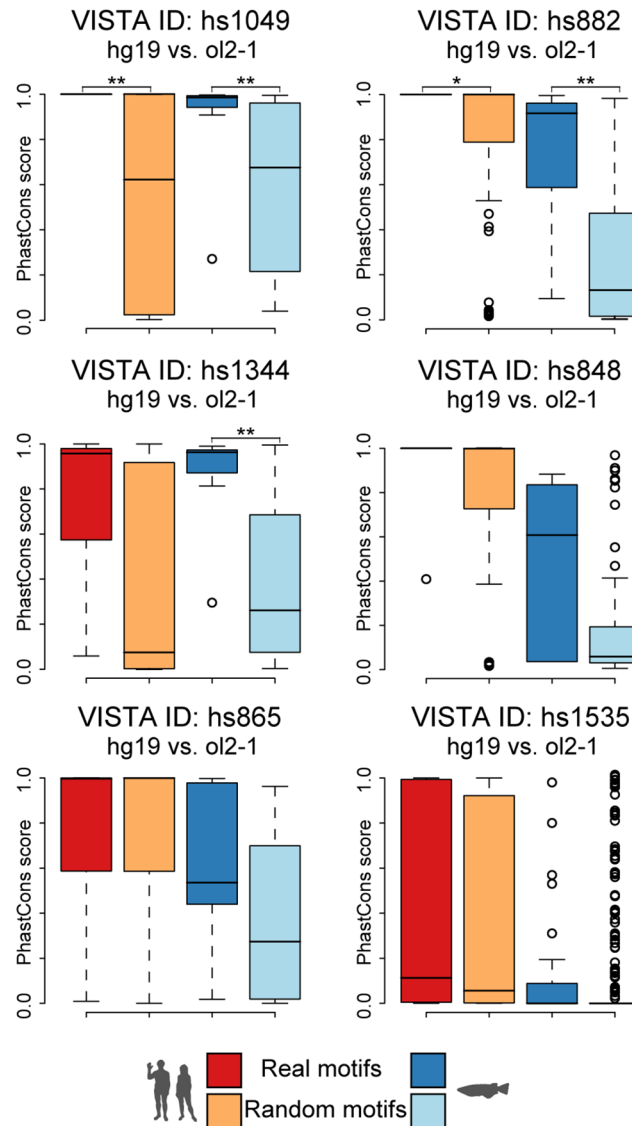 VISTA ID: hs1049
hg19 vs. ol2-1
**
**
1.0
PhastCons score
0.0
VISTA ID: hs882
hg19 vs. ol2-1
*
**
1.0
PhastCons score
0.0
VISTA ID: hs1344
hg19 vs. ol2-1
**
1.0
PhastCons score
0.0
VISTA ID: hs848
hg19 vs. ol2-1
1.0
PhastCons score
0.0
VISTA ID: hs865
hg19 vs. ol2-1
1.0
PhastCons score
0.0
VISTA ID: hs1535
hg19 vs. ol2-1
1.0
PhastCons score
0.0
Real motifs
Random motifs